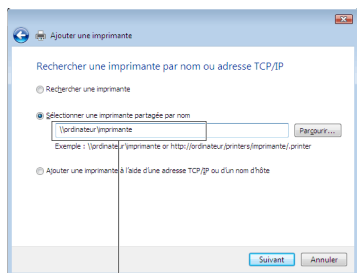 Ajouter une imprimante
Rechercher une imprimante par nom ou adresse TCP/IP
Rechercher une imprimante
Sélectionner une imprimante partagée par nom
\\ordinateur\imprimante
Parcourir...
Exemple : \\ordinateur\imprimante or http://ordinateur/printers/imprimante/.printer
Ajouter une imprimante à l'aide d'une adresse TCP/IP ou d'un nom d'hôte
Suivant
Annuler